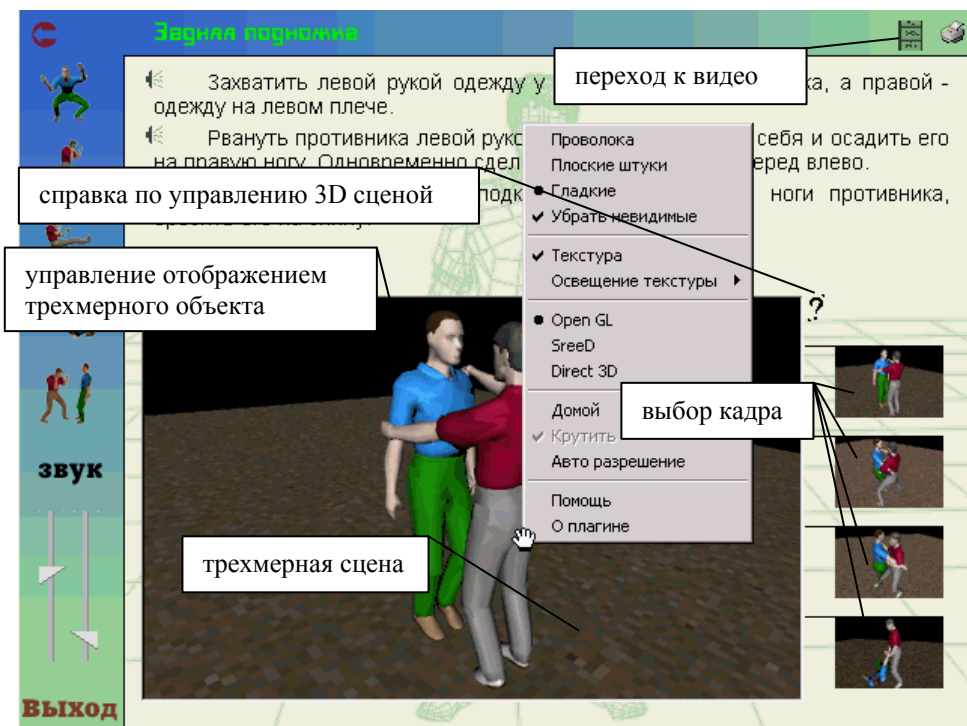 Задняя подножка
переход к видео
Захватить левой рукой одежду у ка, а правой -
одежду на левом плече.
Рвануть противника левой рук себя и осадить его
на правую ногу. Одновременно сдел перед влево.
справка по управлению 3D сценой
подк ноги противника,
управление отображением
трехмерного объекта
Проволока
Плоские штуки
Гладкие
Убрать невидимые
Текстура
Освещение текстуры
Open GL
SreeD
Direct 3D
Домой
Крутить
Авто разрешение
Помощь
О плагине
?
выбор кадра
трехмерная сцена
звук
Выход